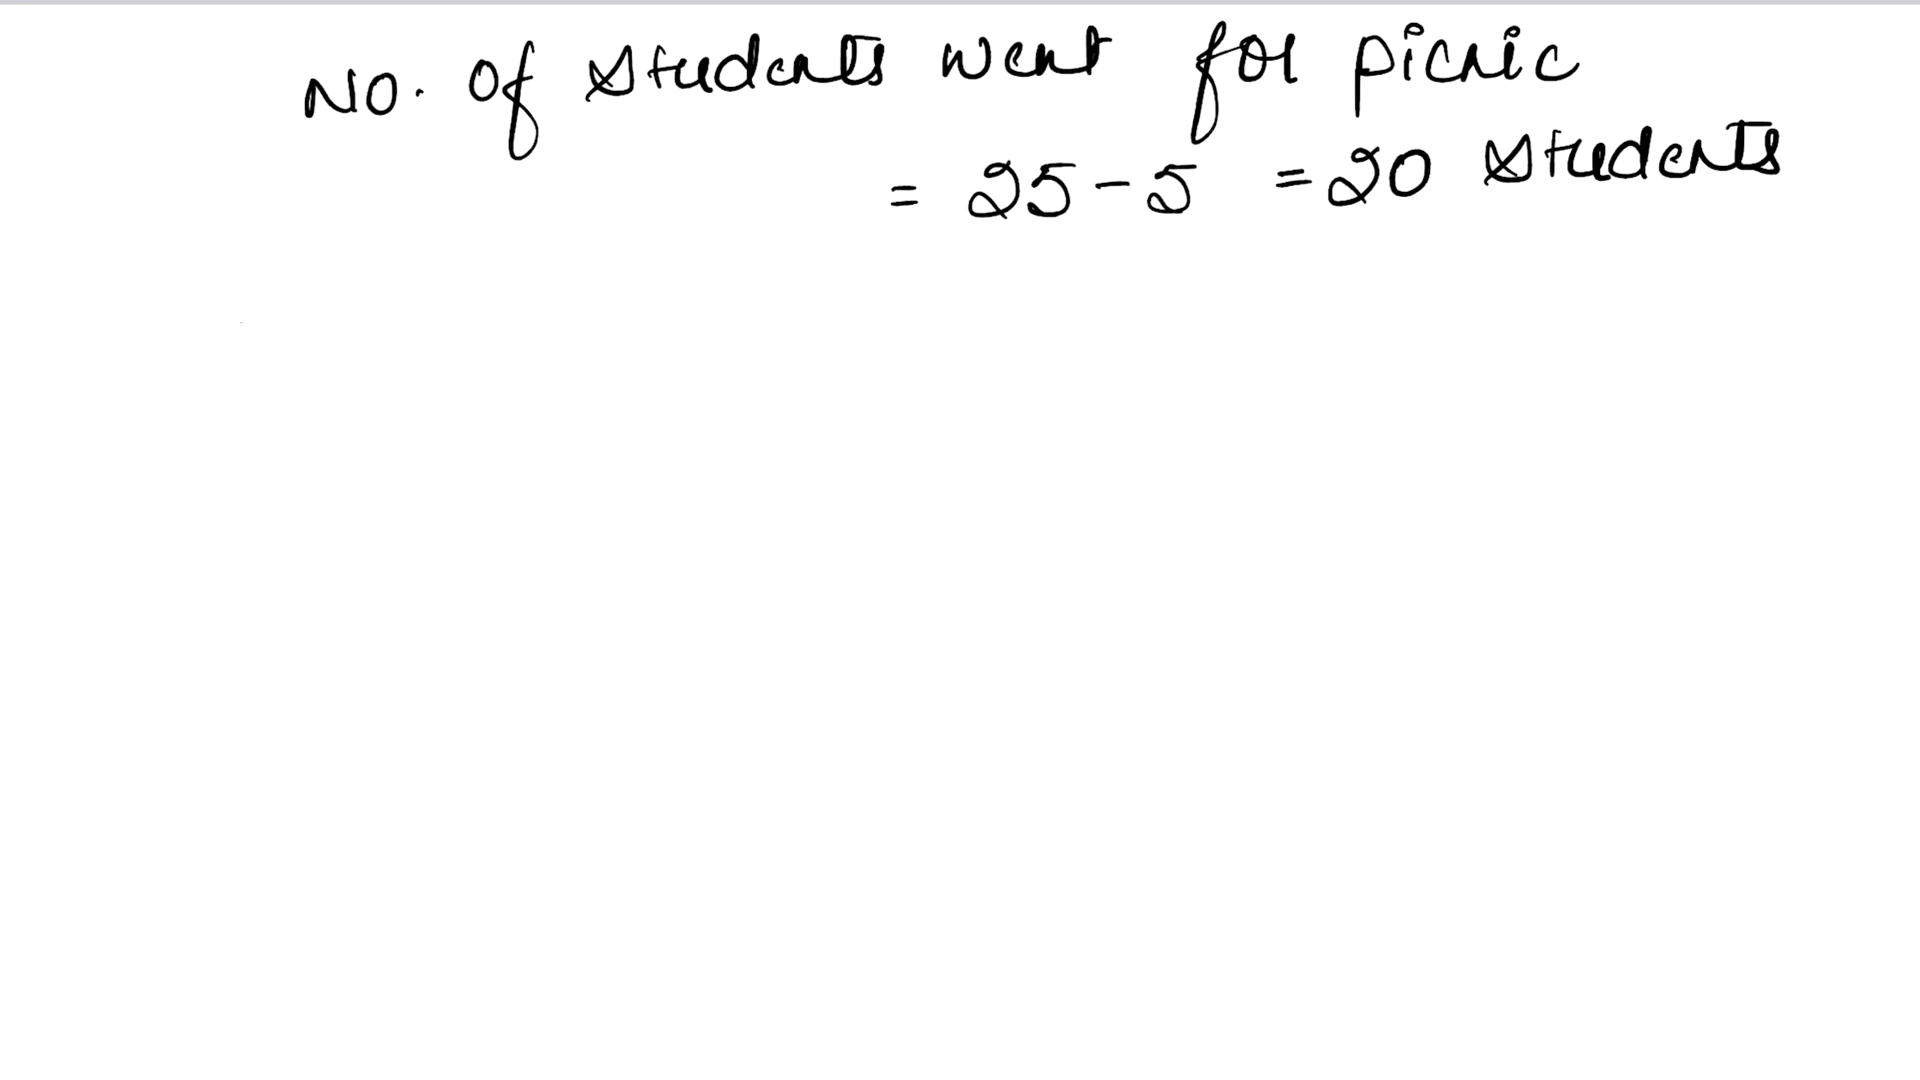 No. of students went for picnic
= 25 - 5 = 20 students